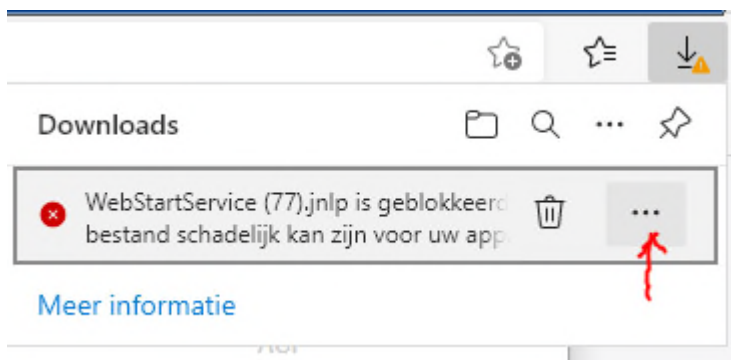 Downloads
WebStartService (77).jnlp is geblokkeerd
bestand schadelijk kan zijn voor uw app
Meer informatie